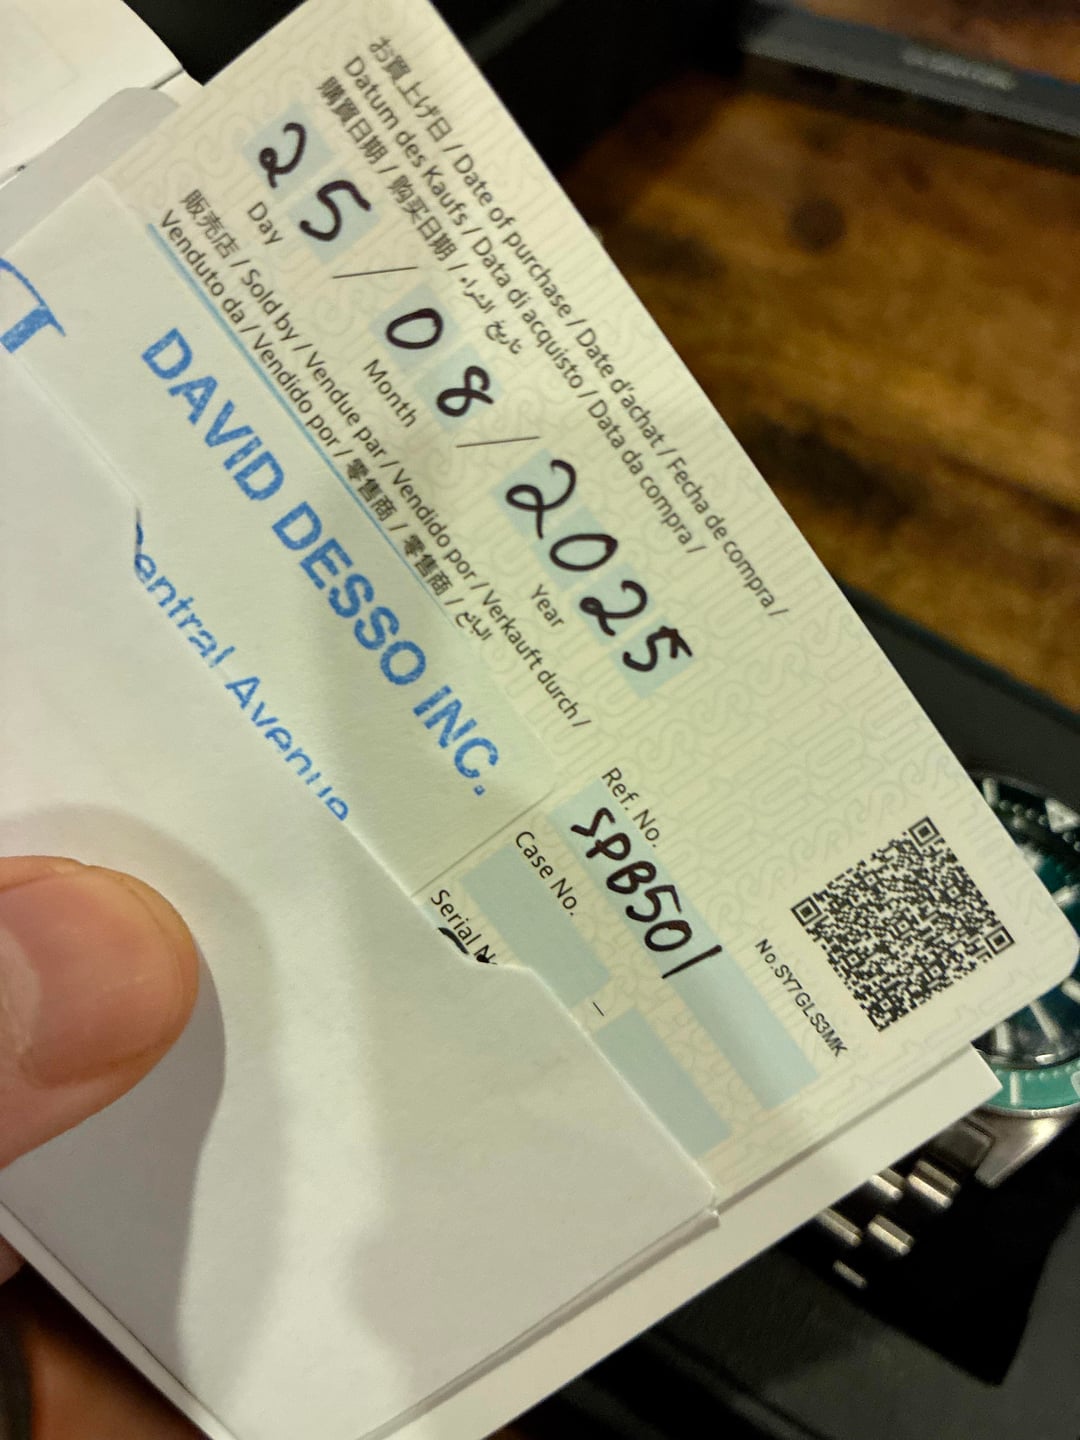 お買上げ日 / Date of purchase / Date d'achat / Fecha de compra /
Datum des Kaufs / Data di acquisto / Data da compra /
購買日期 / 购买日期 / تاريخ الشراء
25 / 08 / 2025
Day Month Year
販売店 / Sold by / Vendue par / Vendido por / Verkauft durch /
Venduto da / Vendido por / 零售商 / 零售商 / البائع
DAVID DESSO INC.
entral Avenue
Ref. No.
SPB501
Case No.
–
Serial N
No.SY7GLS3MK